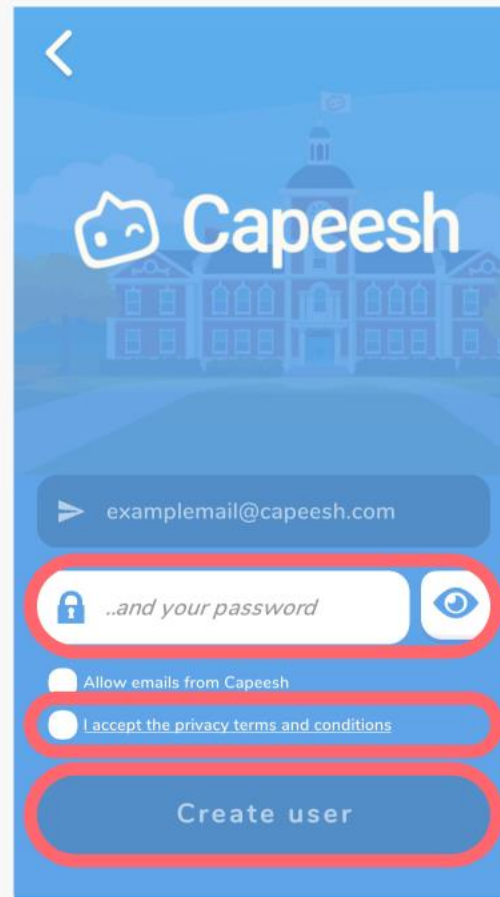 Capeesh
examplemail@capeesh.com
..and your password
Allow emails from Capeesh
I accept the privacy terms and conditions
Create user